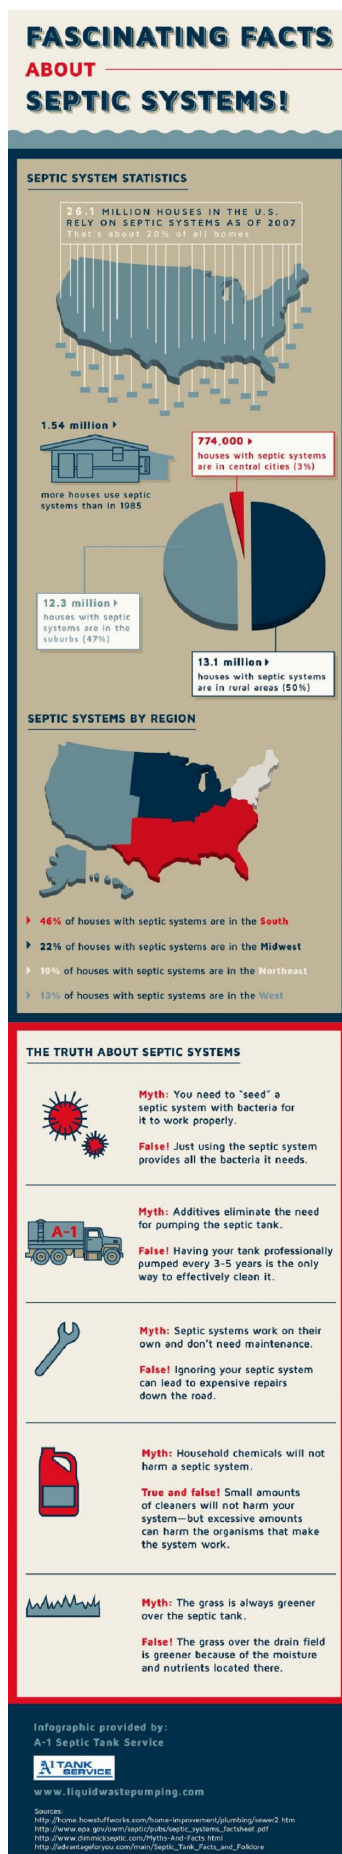 FASCINATING FACTS
ABOUT
SEPTIC SYSTEMS!
SEPTIC SYSTEM STATISTICS
26.1 MILLION HOUSES IN THE U.S.
RELY ON SEPTIC SYSTEMS AS OF 2007
That's about 20% of all homes
1.54 million
more houses use septic
systems than in 1985
774,000
houses with septic systems
are in central cities (3%)
12.3 million
houses with septic
systems are in the
suburbs (47%)
13.1 million
houses with septic systems
are in rural areas (50%)
SEPTIC SYSTEMS BY REGION
46% of houses with septic systems are in the South
22% of houses with septic systems are in the Midwest
19% of houses with septic systems are in the Northeast
13% of houses with septic systems are in the West
THE TRUTH ABOUT SEPTIC SYSTEMS
Myth: You need to "seed" a
septic system with bacteria for
it to work properly.
False! Just using the septic system
provides all the bacteria it needs.
A-1
Myth: Additives eliminate the need
for pumping the septic tank.
False! Having your tank professionally
pumped every 3-5 years is the only
way to effectively clean it.
Myth: Septic systems work on their
own and don't need maintenance.
False! Ignoring your septic system
can lead to expensive repairs
down the road.
Myth: Household chemicals will not
harm a septic system.
True and false! Small amounts
of cleaners will not harm your
system—but excessive amounts
can harm the organisms that make
the system work.
Myth: The grass is always greener
over the septic tank.
False! The grass over the drain field
is greener because of the moisture
and nutrients located there.
Infographic provided by:
A-1 Septic Tank Service
A1 TANK
SERVICE
www.liquidwastepumping.com
Sources:
http://home.howstuffworks.com/home-improvement/plumbing/sewer2.htm
http://www.epa.gov/owm/septic/pubs/septic_systems_factsheet.pdf
http://www.dimmickseptic.com/Myths-And-Facts.html
http://advantageforyou.com/main/Septic_Tank_Facts_and_Folklore